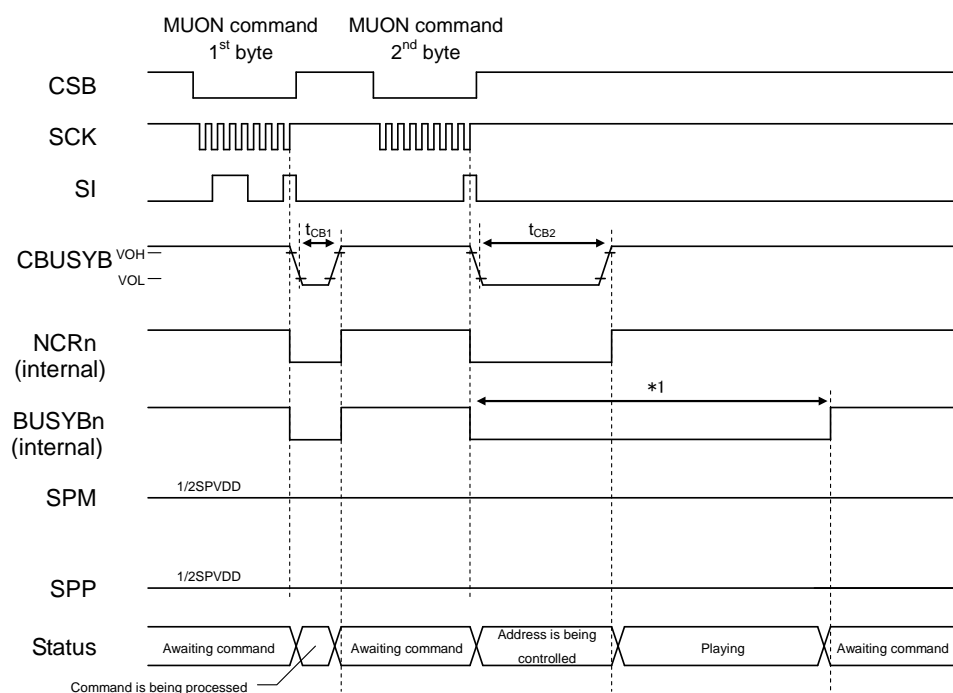 MUON command
1st byte
MUON command
2nd byte
CSB
SCK
SI
tCB1
tCB2
CBUSYB
VOH
VOL
NCRn
(internal)
*1
BUSYBn
(internal)
1/2SPVDD
SPM
1/2SPVDD
SPP
Status
Awaiting command
Awaiting command
Address is being
controlled
Playing
Awaiting command
Command is being processed